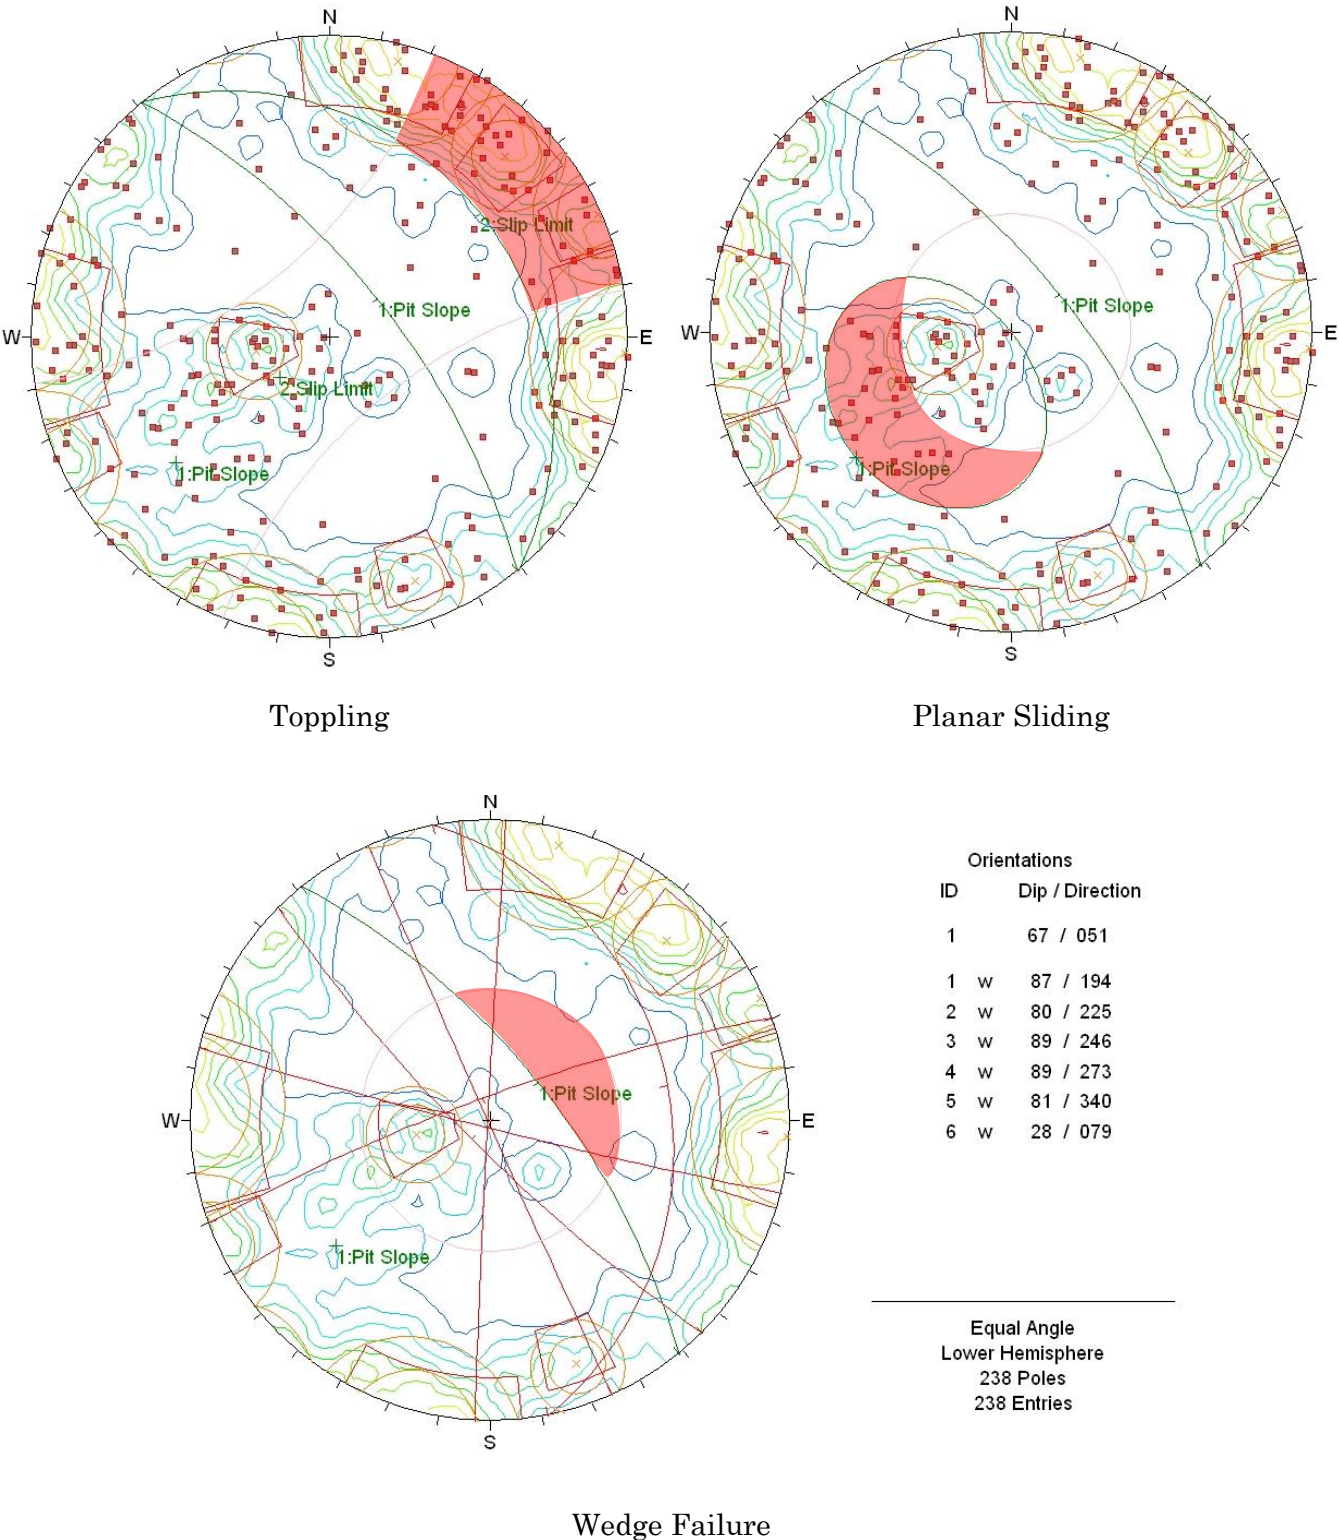 N
N
2:Slip Limit
1:Pit Slope
1:Pit Slope
W
E
W
E
2:Slip Limit
1:Pit Slope
1:Pit Slope
S
S
Toppling
Planar Sliding
N
Orientations
ID Dip / Direction
1 67 / 051
1 w 87 / 194
2 w 80 / 225
3 w 89 / 246
4 w 89 / 273
5 w 81 / 340
6 w 28 / 079
1:Pit Slope
W
E
1:Pit Slope
Equal Angle
Lower Hemisphere
238 Poles
238 Entries
S
Wedge Failure